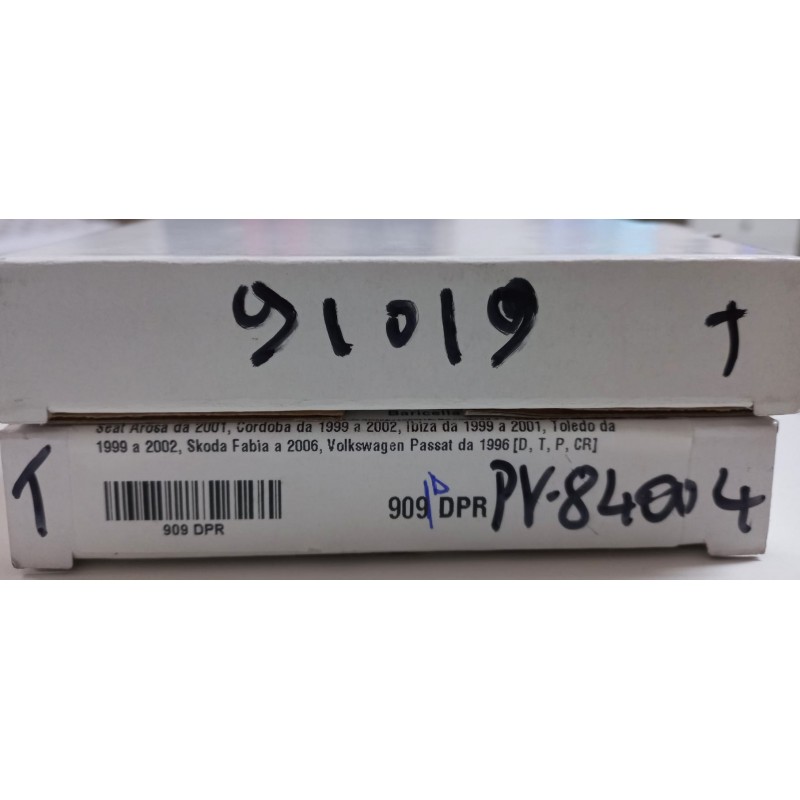 91019 T
Baricella
Seat Arosa da 2001, Cordoba da 1999 a 2002, Ibiza da 1999 a 2001, Toledo da
1999 a 2002, Skoda Fabia a 2006, Volkswagen Passat da 1996 [D, T, P, CR]
T 909 D DPR PV-84004
909 DPR